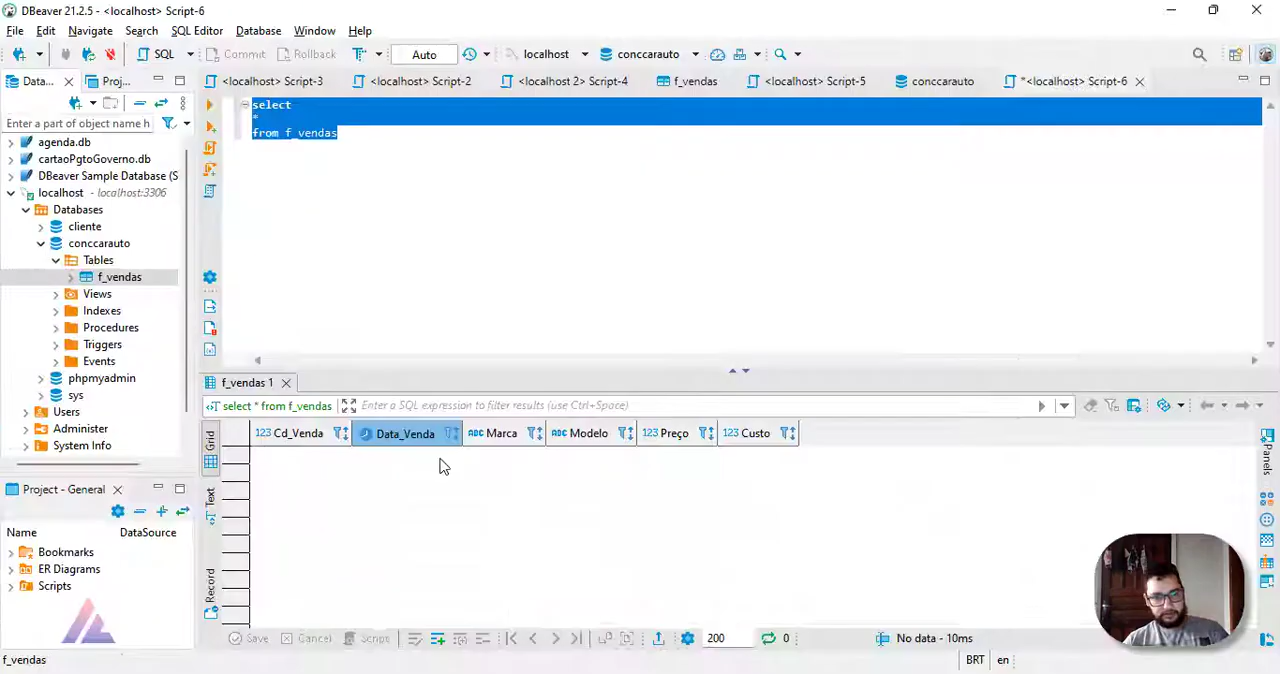 DBeaver 21.2.5 - <localhost> Script-6
File Edit Navigate Search SQL Editor Database Window Help
SQL Commit Rollback Auto localhost conccarauto
Data... Proj...
<localhost> Script-3 <localhost> Script-2 <localhost 2> Script-4 f_vendas <localhost> Script-5 conccarauto *<localhost> Script-6
Enter a part of object name h
agenda.db
cartaoPgtoGoverno.db
DBeaver Sample Database (S
localhost - localhost:3306
Databases
cliente
conccarauto
Tables
f_vendas
Views
Indexes
Procedures
Triggers
Events
phpmyadmin
sys
Users
Administer
System Info
select
*
from f_vendas
f_vendas 1
select * from f_vendas Enter a SQL expression to filter results (use Ctrl+Space)
Grid
Text
Record
123 Cd_Venda Data_Venda ABC Marca ABC Modelo 123 Preço 123 Custo
Panels
Project - General
Name DataSource
Bookmarks
ER Diagrams
Scripts
Save Cancel Script 200 0 No data - 10ms
f_vendas BRT en